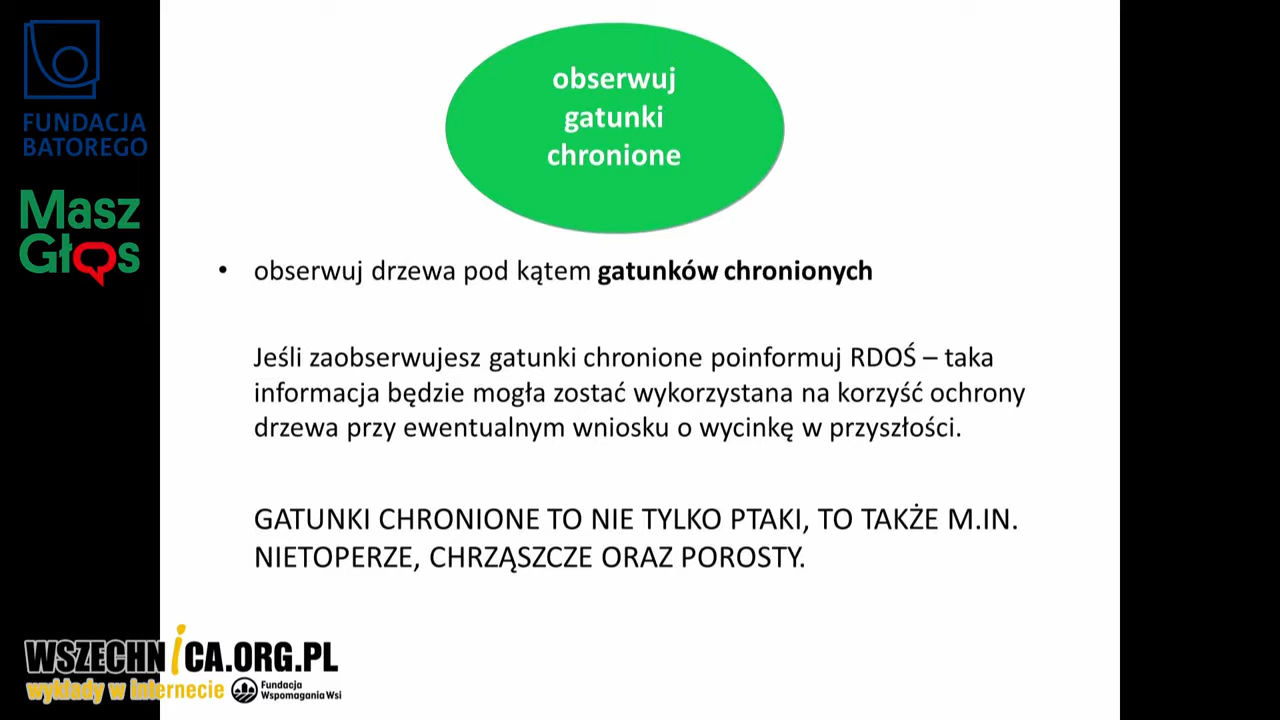 FUNDACJA
BATOREGO
Masz
Głos
obserwuj
gatunki
chronione
• obserwuj drzewa pod kątem gatunków chronionych
Jeśli zaobserwujesz gatunki chronione poinformuj RDOŚ – taka
informacja będzie mogła zostać wykorzystana na korzyść ochrony
drzewa przy ewentualnym wniosku o wycinkę w przyszłości.
GATUNKI CHRONIONE TO NIE TYLKO PTAKI, TO TAKŻE M.IN.
NIETOPERZE, CHRZĄSZCZE ORAZ POROSTY.
WSZECHNiCA.ORG.PL
wykłady w internecie
Fundacja
Wspomagania Wsi